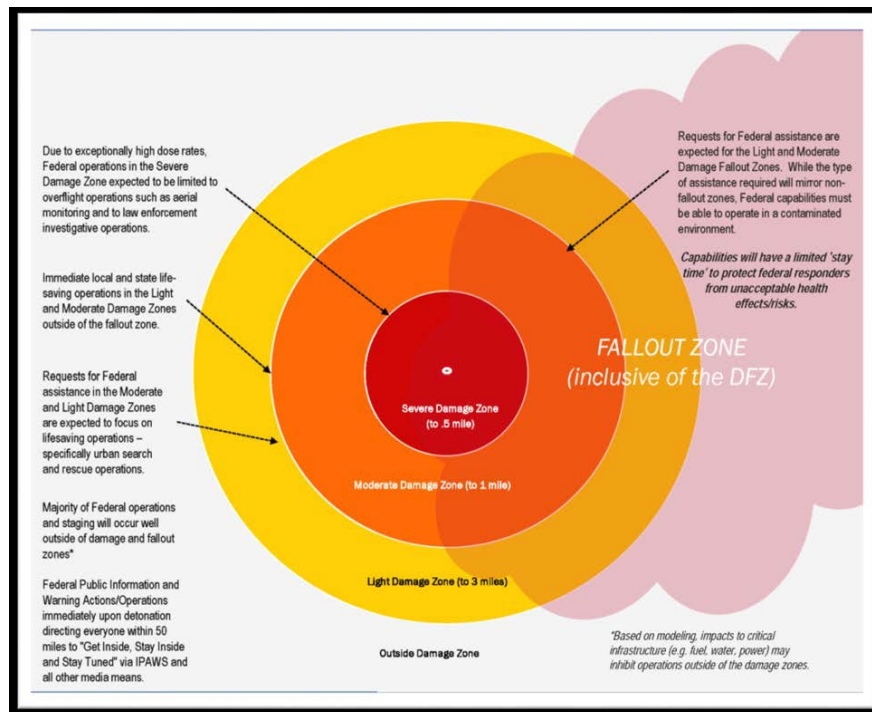 Due to exceptionally high dose rates,
Federal operations in the Severe
Damage Zone expected to be limited to
overflight operations such as aerial
monitoring and to law enforcement
investigative operations.
Immediate local and state life-
saving operations in the Light
and Moderate Damage Zones
outside of the fallout zone.
Requests for Federal
assistance in the Moderate
and Light Damage Zones
are expected to focus on
lifesaving operations –
specifically urban search
and rescue operations.
Majority of Federal operations
and staging will occur well
outside of damage and fallout
zones*
Federal Public Information and
Warning Actions/Operations
immediately upon detonation
directing everyone within 50
miles to "Get Inside, Stay Inside
and Stay Tuned" via IPAWS and
all other media means.
Severe Damage Zone
(to .5 mile)
Moderate Damage Zone (to 1 mile)
Light Damage Zone (to 3 miles)
Outside Damage Zone
Requests for Federal assistance are
expected for the Light and Moderate
Damage Fallout Zones. While the type
of assistance required will mirror non-
fallout zones, Federal capabilities must
be able to operate in a contaminated
environment.
Capabilities will have a limited 'stay
time' to protect federal responders
from unacceptable health
effects/risks.
FALLOUT ZONE
(inclusive of the DFZ)
*Based on modeling, impacts to critical
infrastructure (e.g. fuel, water, power) may
inhibit operations outside of the damage zones.